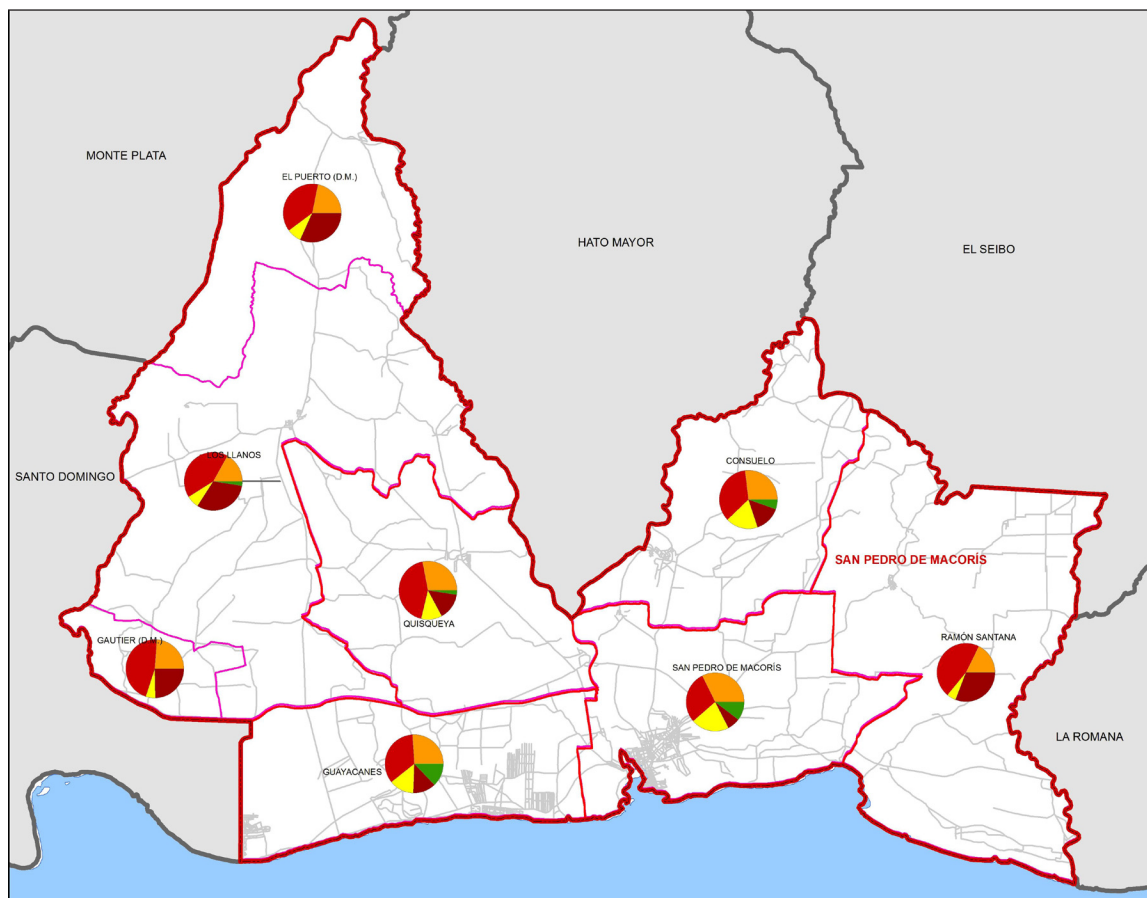 MONTE PLATA
EL PUERTO (D.M.)
HATO MAYOR
EL SEIBO
LOS LLANOS
SANTO DOMINGO
CONSUELO
SAN PEDRO DE MACORÍS
QUISQUEYA
GAUTIER (D.M.)
RAMÓN SANTANA
SAN PEDRO DE MACORÍS
LA ROMANA
GUAYACANES